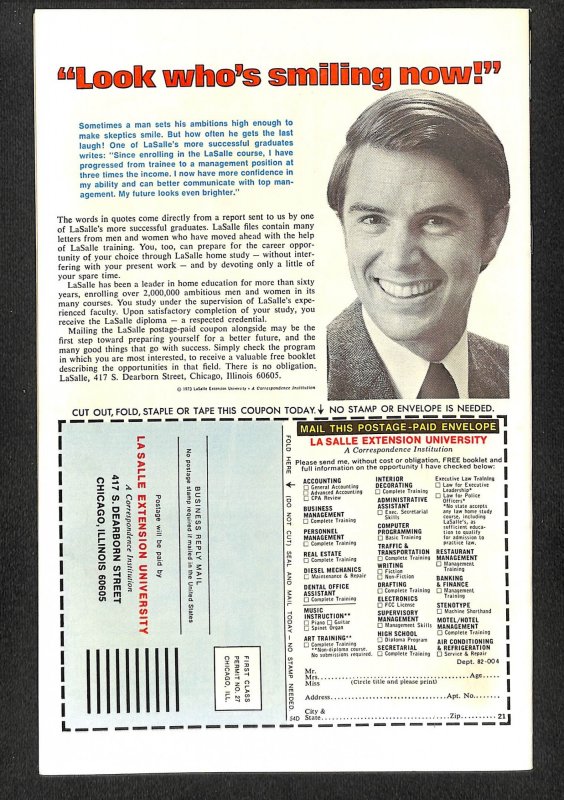 “Look who’s smiling now!”
Sometimes a man sets his ambitions high enough to
make skeptics smile. But how often he gets the last
laugh! One of LaSalle's more successful graduates
writes: "Since enrolling in the LaSalle course, I have
progressed from trainee to a management position at
three times the income. I now have more confidence in
my ability and can better communicate with top man-
agement. My future looks even brighter."
The words in quotes come directly from a report sent to us by one
of LaSalle's more successful graduates. LaSalle files contain many
letters from men and women who have moved ahead with the help
of LaSalle training. You, too, can prepare for the career oppor-
tunity of your choice through LaSalle home study — without inter-
fering with your present work — and by devoting only a little of
your spare time.
LaSalle has been a leader in home education for more than sixty
years, enrolling over 2,000,000 ambitious men and women in its
many courses. You study under the supervision of LaSalle's expe-
rienced faculty. Upon satisfactory completion of your study, you
receive the LaSalle diploma — a respected credential.
Mailing the LaSalle postage-paid coupon alongside may be the
first step toward preparing yourself for a better future, and the
many good things that go with success. Simply check the program
in which you are most interested, to receive a valuable free booklet
describing the opportunities in that field. There is no obligation.
LaSalle, 417 S. Dearborn Street, Chicago, Illinois 60605.
© 1973 LaSalle Extension University • A Correspondence Institution
CUT OUT, FOLD, STAPLE OR TAPE THIS COUPON TODAY. NO STAMP OR ENVELOPE IS NEEDED.
BUSINESS REPLY MAIL
No postage stamp required if mailed in the United States
Postage will be paid by
LA SALLE EXTENSION UNIVERSITY
A Correspondence Institution
417 S. DEARBORN STREET
CHICAGO, ILLINOIS 60605
FIRST CLASS
PERMIT NO. 27
CHICAGO, ILL.
FOLD HERE (DO NOT CUT) SEAL AND MAIL TODAY – NO STAMP NEEDED
54D
MAIL THIS POSTAGE-PAID ENVELOPE
LA SALLE EXTENSION UNIVERSITY
A Correspondence Institution
Please send me, without cost or obligation, FREE booklet and
full information on the opportunity I have checked below:
ACCOUNTING
General Accounting
Advanced Accounting
CPA Review
BUSINESS
MANAGEMENT
Complete Training
PERSONNEL
MANAGEMENT
Complete Training
REAL ESTATE
Complete Training
DIESEL MECHANICS
Maintenance & Repair
DENTAL OFFICE
ASSISTANT
Complete Training
MUSIC
INSTRUCTION**
Piano Guitar
Spinet Organ
ART TRAINING**
Complete Training
**Non-diploma course.
No submissions required.
INTERIOR
DECORATING
Complete Training
ADMINISTRATIVE
ASSISTANT
Exec. Secretarial
Skills
COMPUTER
PROGRAMMING
Basic Training
TRAFFIC &
TRANSPORTATION
Complete Training
WRITING
Fiction
Non-Fiction
DRAFTING
Complete Training
ELECTRONICS
FCC License
SUPERVISORY
MANAGEMENT
Management Skills
HIGH SCHOOL
Diploma Program
SECRETARIAL
Complete Training
Executive Law Training
Law for Executive
Leadership*
Law for Police
Officers*
*No state accepts
any law home study
course, including
LaSalle's, as
sufficient educa-
tion to qualify
for admission to
practice law.
RESTAURANT
MANAGEMENT
Management
Training
BANKING
& FINANCE
Management
Training
STENOTYPE
Machine Shorthand
MOTEL/HOTEL
MANAGEMENT
Complete Training
AIR CONDITIONING
& REFRIGERATION
Service & Repair
Dept. 82-004
Mr.
Mrs. Age
Miss (Circle title and please print)
Address Apt. No.
City &
State Zip 21